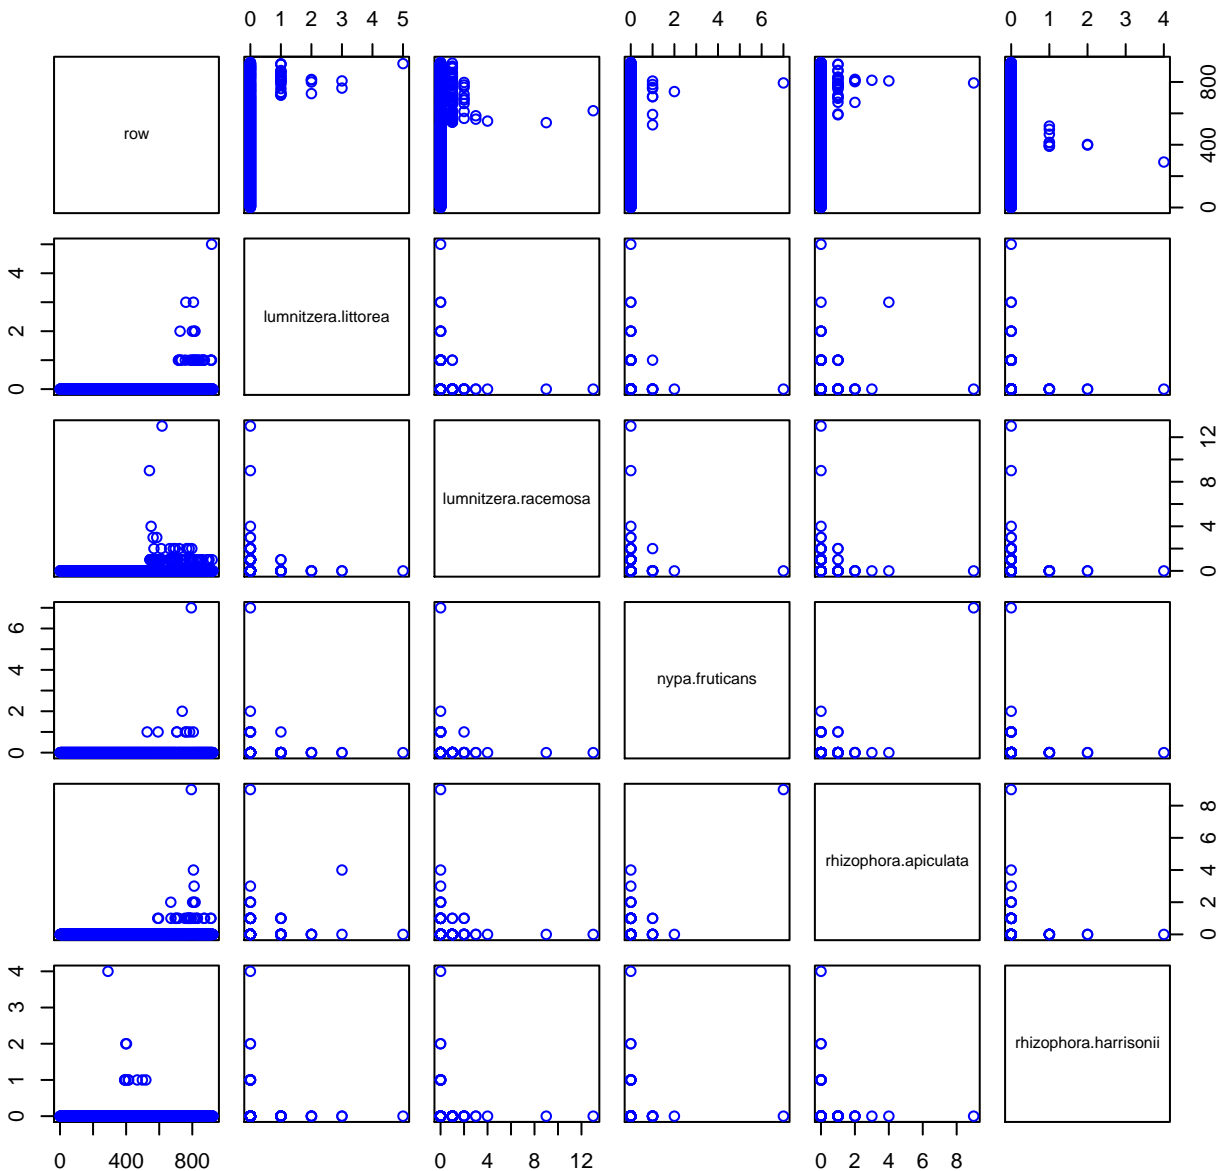 0 1 2 3 4 5 0 2 4 6 0 1 2 3 4
row
0 400 800
0 2 4
lumnitzera.littorea
lumnitzera.racemosa
0 4 8 12
0 2 4 6
nypa.fruticans
rhizophora.apiculata
0 2 4 6 8
0 1 2 3 4
rhizophora.harrisonii
0 400 800 0 4 8 12 0 2 4 6 8